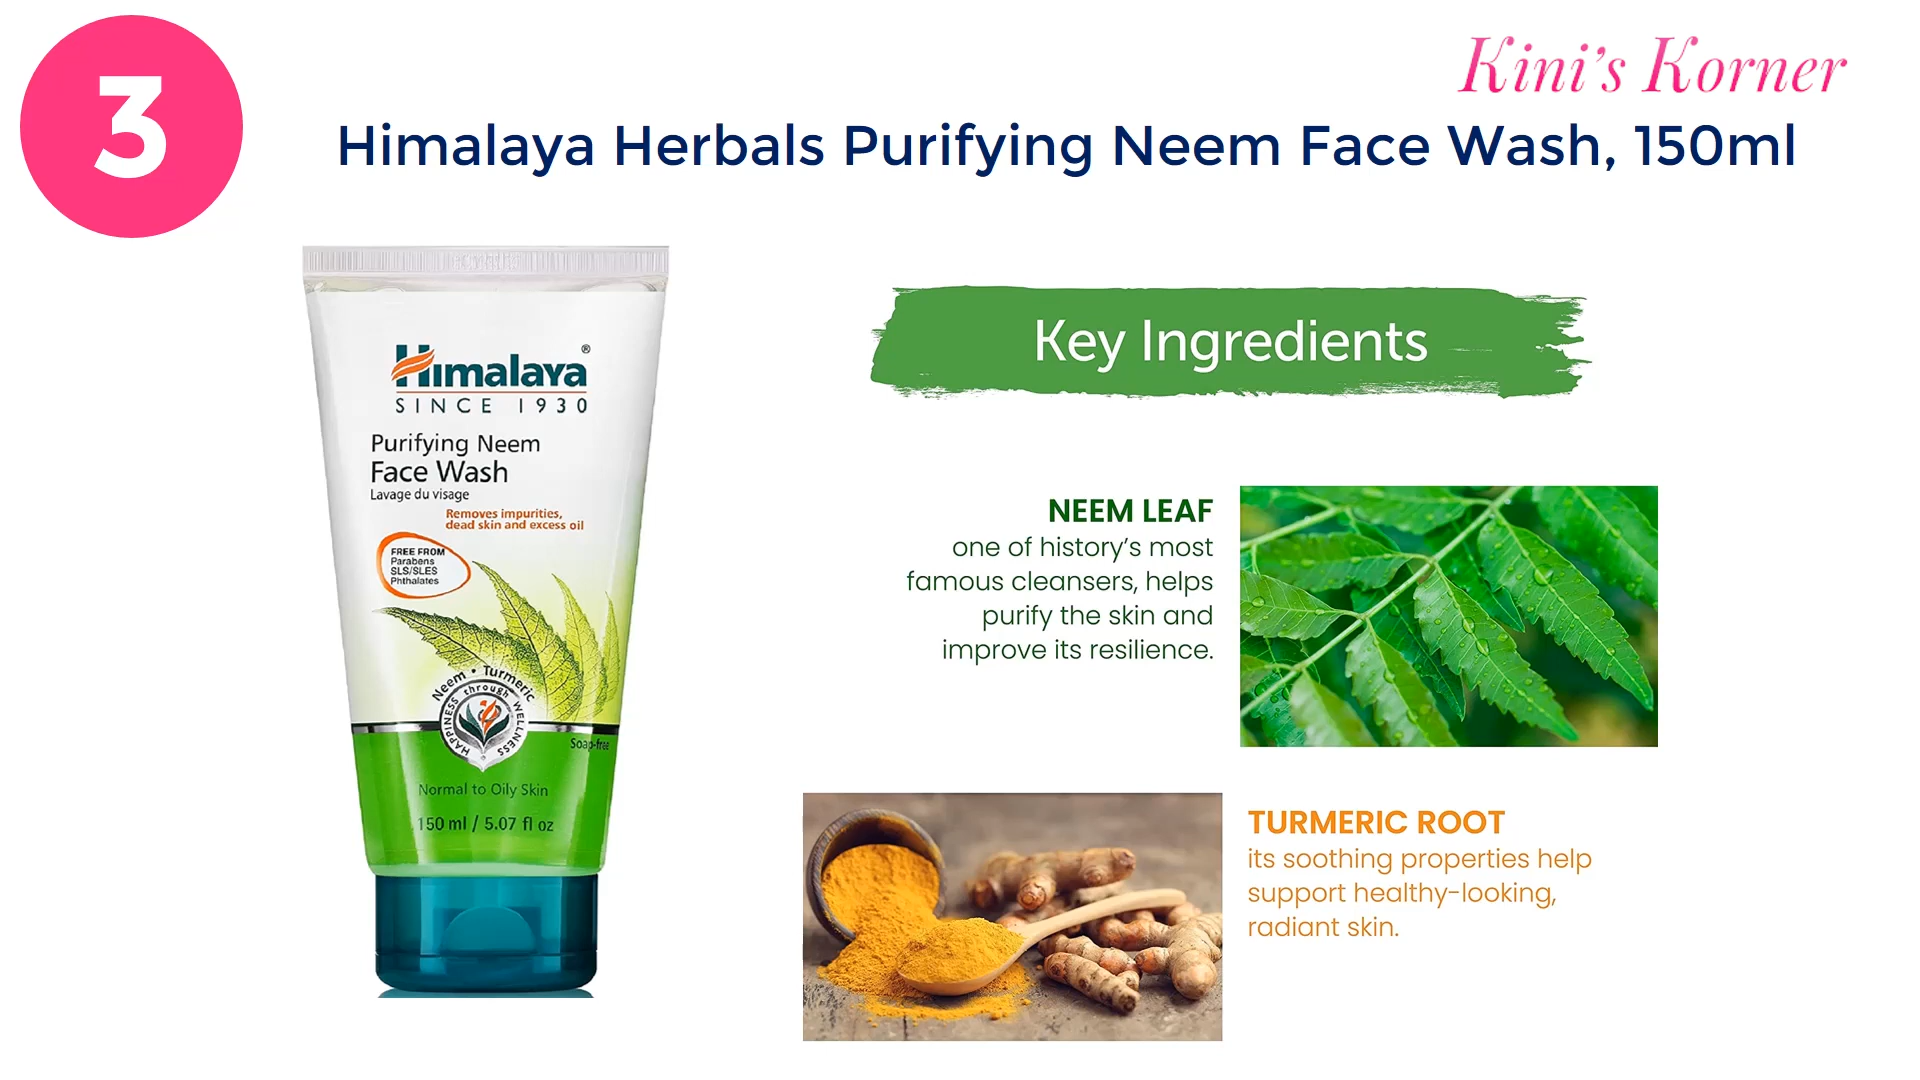 3
Kini's Korner
Himalaya Herbals Purifying Neem Face Wash, 150ml
Himalaya®
SINCE 1930
Purifying Neem
Face Wash
Lavage du visage
Removes impurities,
dead skin and excess oil
FREE FROM
Parabens
SLS/SLES
Phthalates
Neem • Turmeric
HAPPINESS through WELLNESS
Soap-free
Normal to Oily Skin
150 ml / 5.07 fl oz
Key Ingredients
NEEM LEAF
one of history's most
famous cleansers, helps
purify the skin and
improve its resilience.
TURMERIC ROOT
its soothing properties help
support healthy-looking,
radiant skin.